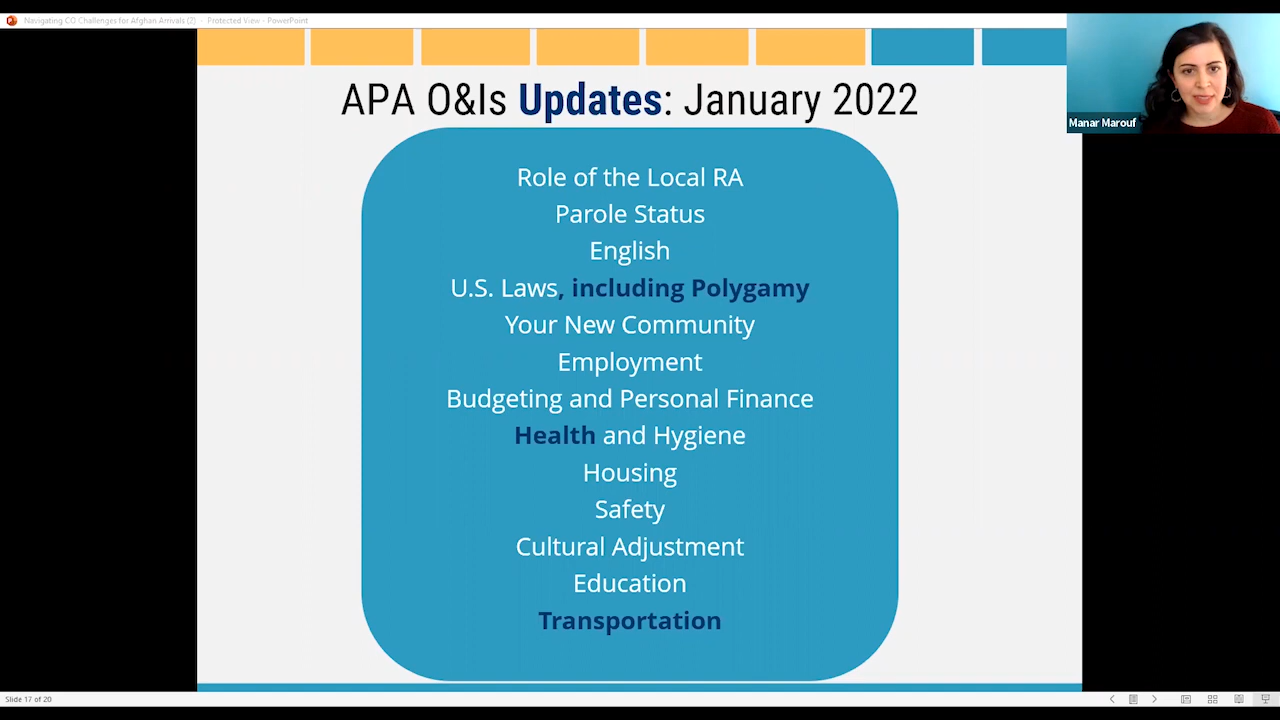 Navigating CO Challenges for Afghan Arrivals (2) - Protected View - PowerPoint
APA O&Is Updates: January 2022
Manar Marouf
Role of the Local RA
Parole Status
English
U.S. Laws, including Polygamy
Your New Community
Employment
Budgeting and Personal Finance
Health and Hygiene
Housing
Safety
Cultural Adjustment
Education
Transportation
Slide 17 of 20